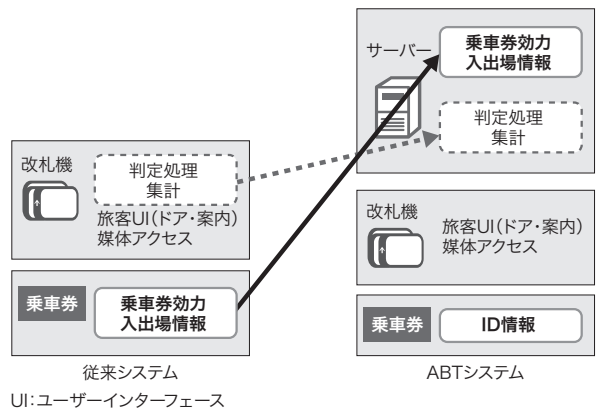 サーバー
乗車券効力
入出場情報
判定処理
集計
改札機
判定処理
集計
旅客UI(ドア・案内)
媒体アクセス
改札機
旅客UI(ドア・案内)
媒体アクセス
乗車券
乗車券効力
入出場情報
乗車券
ID情報
従来システム
ABTシステム
UI:ユーザーインターフェース